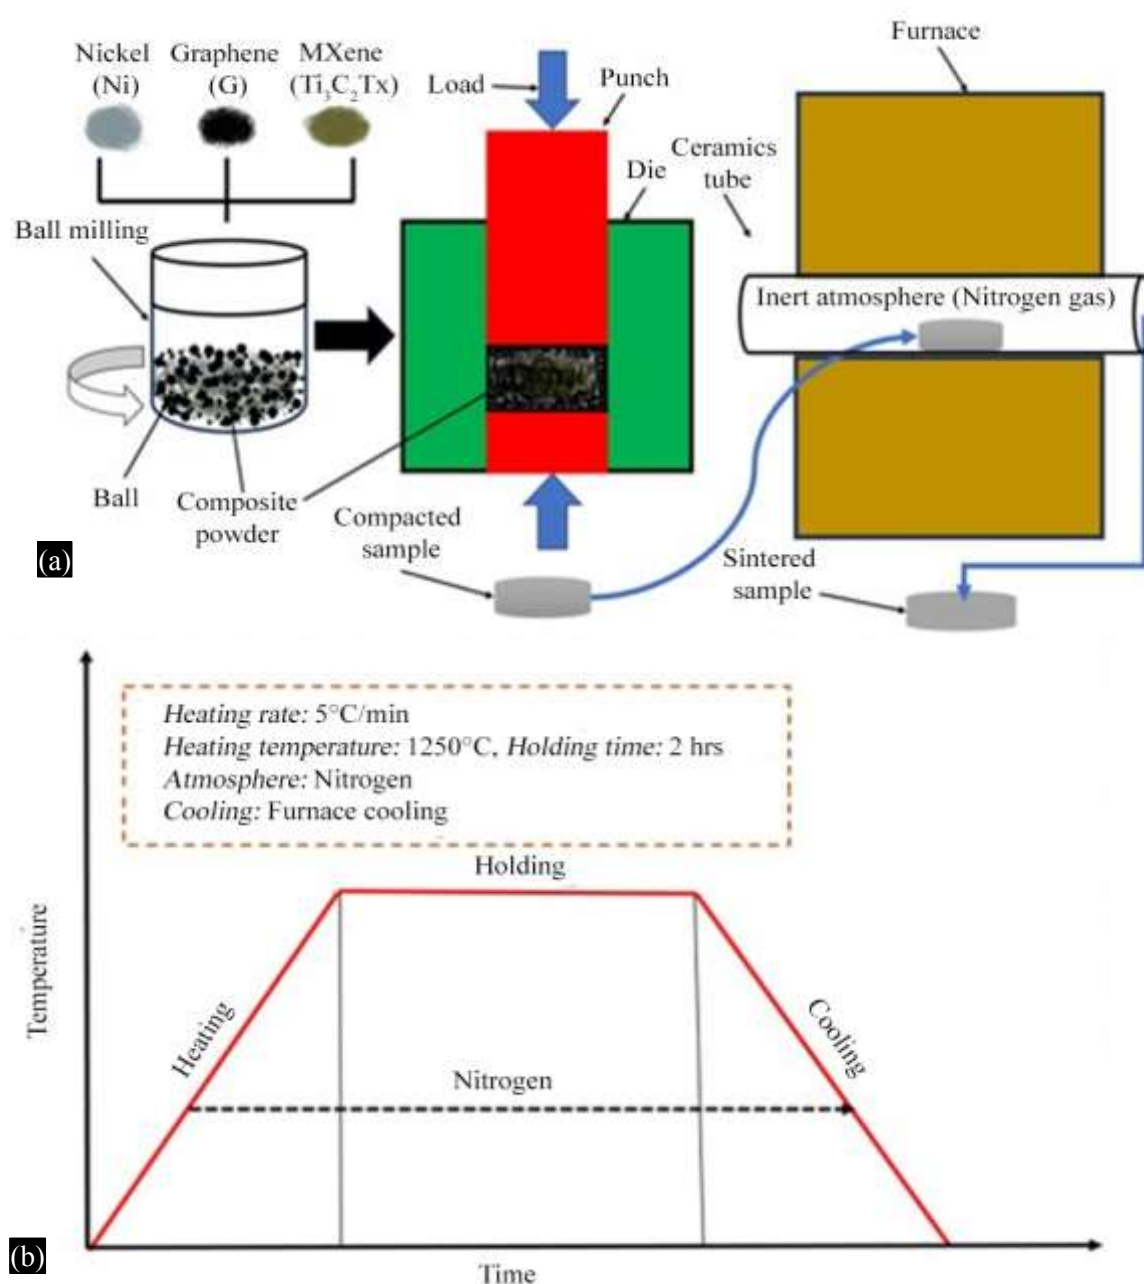 Nickel
(Ni)
Graphene
(G)
MXene
(Ti₃C₂Tx)
Ball milling
Ball
Composite
powder
Load
Punch
Die
Compacted
sample
Furnace
Ceramics
tube
Inert atmosphere (Nitrogen gas)
Sintered
sample
(a)
Heating rate: 5°C/min
Heating temperature: 1250°C, Holding time: 2 hrs
Atmosphere: Nitrogen
Cooling: Furnace cooling
Holding
Heating
Cooling
Nitrogen
Temperature
Time
(b)